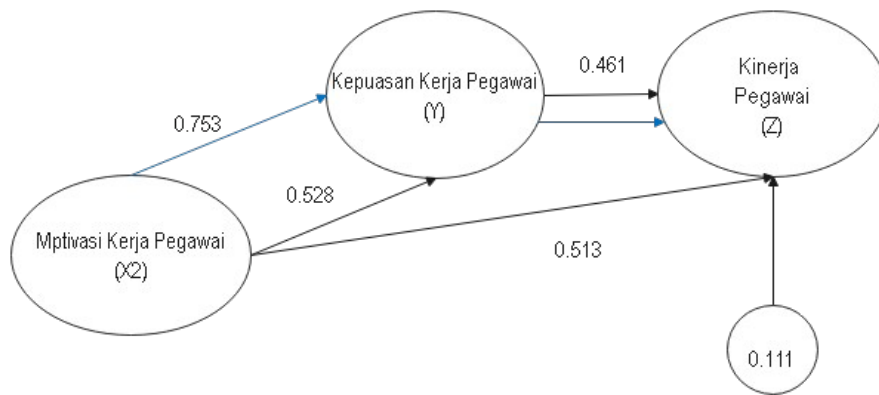 Kepuasan Kerja Pegawai
(Y)
0.461
Kinerja
Pegawai
(Z)
0.753
0.528
Mptivasi Kerja Pegawai
(X2)
0.513
0.111